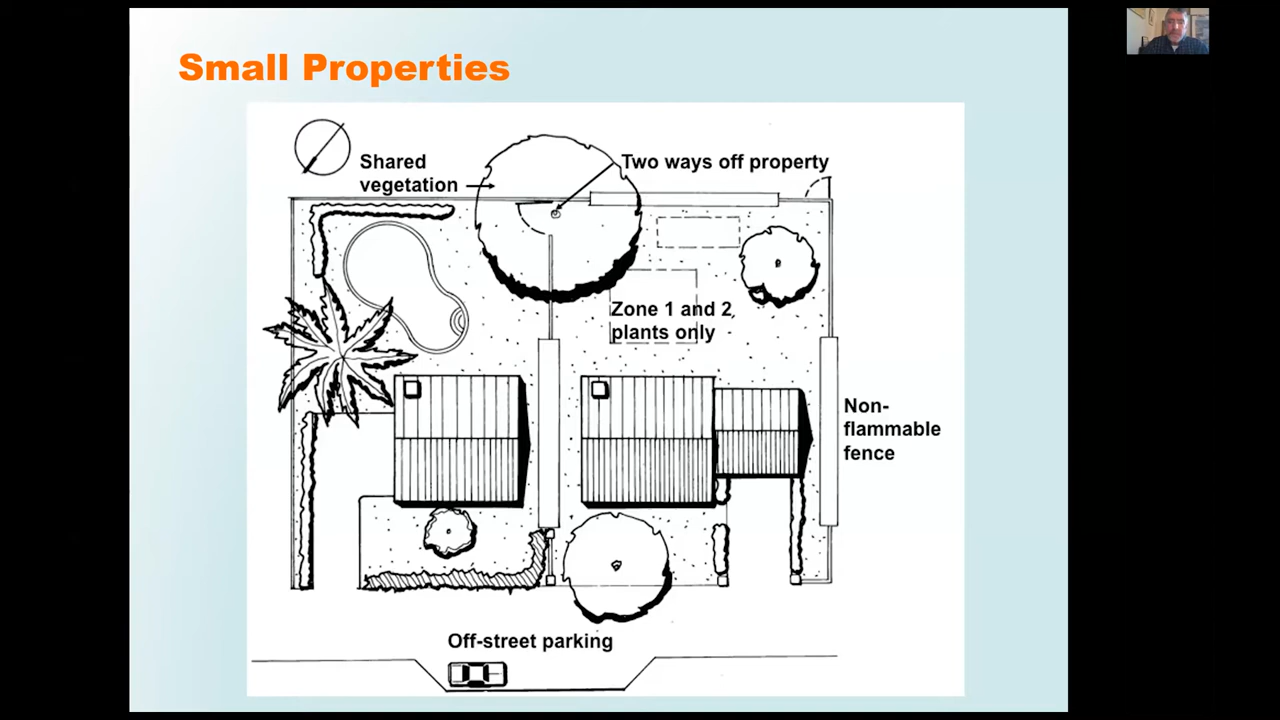 Small Properties
Shared
vegetation
Two ways off property
Zone 1 and 2
plants only
Non-
flammable
fence
Off-street parking